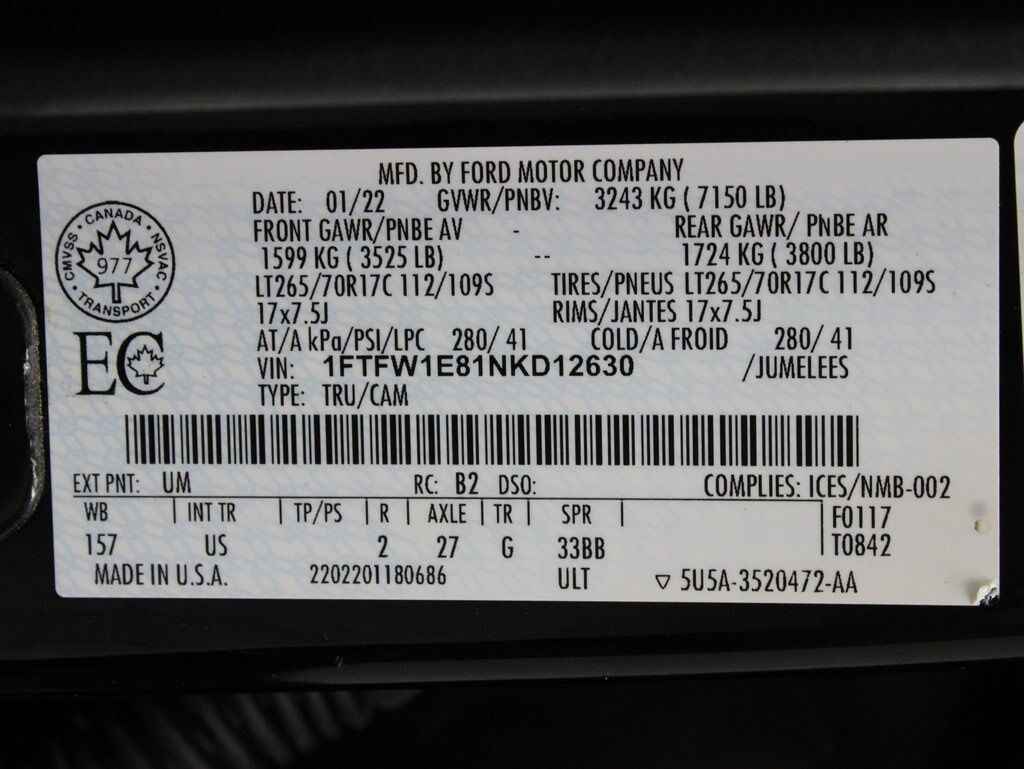 MFD. BY FORD MOTOR COMPANY
DATE: 01/22 GVWR/PNBV: 3243 KG ( 7150 LB)
FRONT GAWR/PNBE AV - REAR GAWR/ PNBE AR
1599 KG ( 3525 LB) -- 1724 KG ( 3800 LB)
LT265/70R17C 112/109S TIRES/PNEUS LT265/70R17C 112/109S
17x7.5J RIMS/JANTES 17x7.5J
AT/A kPa/PSI/LPC 280/ 41 COLD/A FROID 280/ 41
VIN: 1FTFW1E81NKD12630 /JUMELEES
TYPE: TRU/CAM
CANADA
CMVSS 977 NSVAC
TRANSPORT
EC
EXT PNT: UM RC: B2 DSO: COMPLIES: ICES/NMB-002
WB | INT TR | TP/PS | R | AXLE | TR | SPR | F0117
157 US 2 27 G 33BB T0842
MADE IN U.S.A. 2202201180686 ULT ▽ 5U5A-3520472-AA